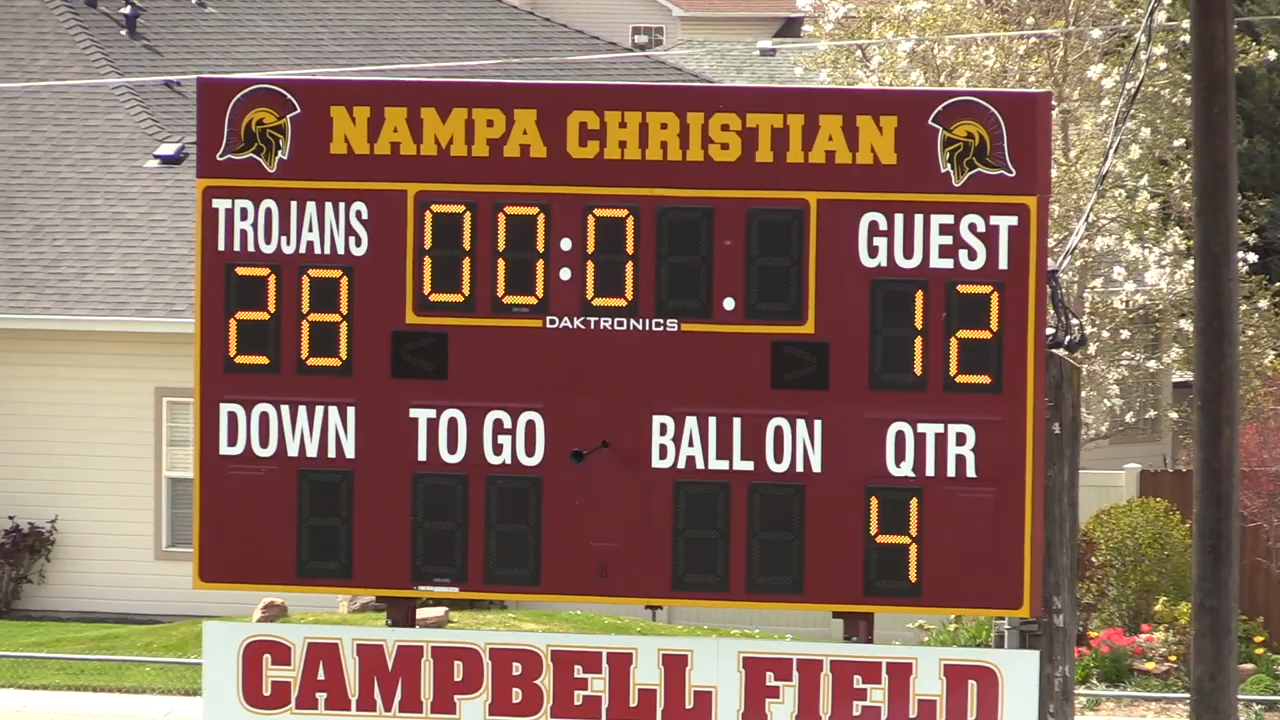 NAMPA CHRISTIAN
TROJANS 00:0 . GUEST
28 12
DAKTRONICS
< >
DOWN TO GO BALL ON QTR
4
CAMPBELL FIELD